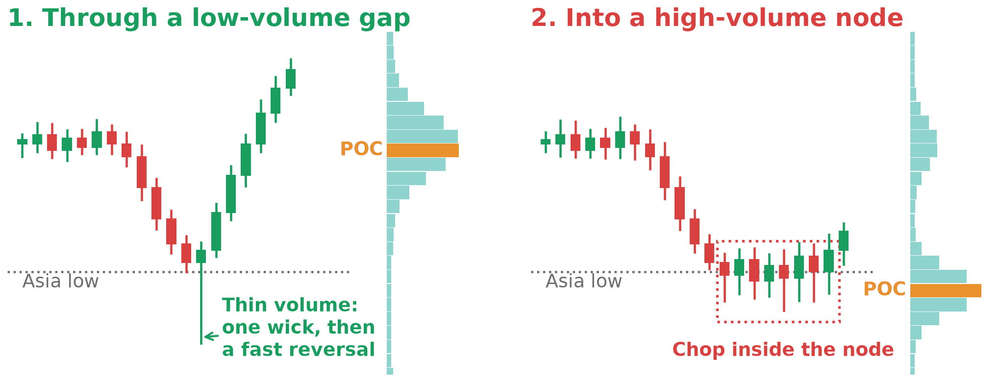 1. Through a low-volume gap
POC
Asia low
Thin volume:
one wick, then
a fast reversal
2. Into a high-volume node
Asia low
POC
Chop inside the node